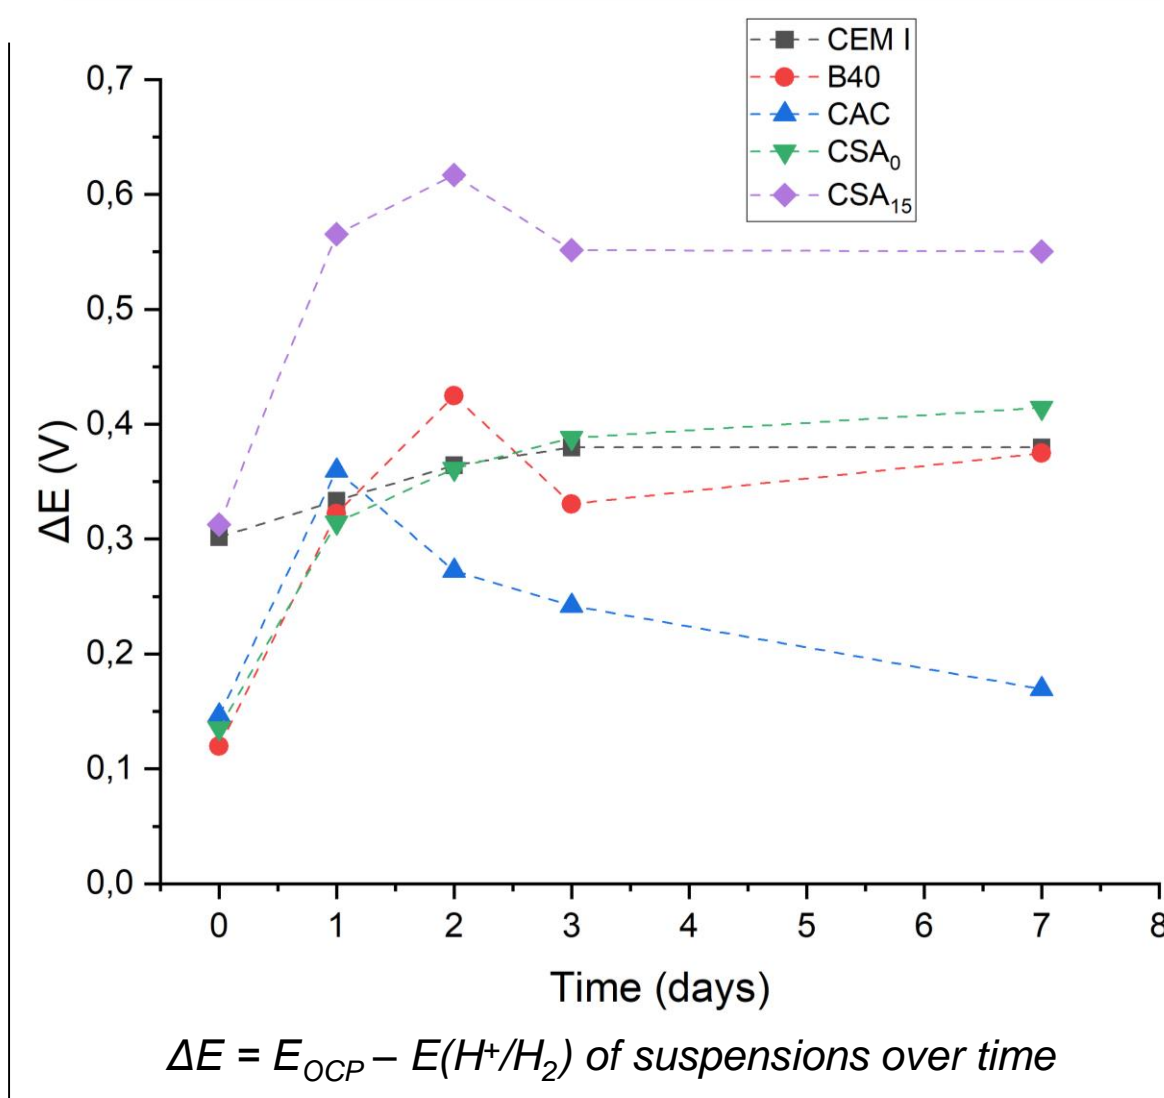 CEM I
B40
CAC
CSA₀
CSA₁₅
0,7
0,6
0,5
0,4
0,3
0,2
0,1
0,0
ΔE (V)
0 1 2 3 4 5 6 7 8
Time (days)
ΔE = E_OCP – E(H⁺/H₂) of suspensions over time